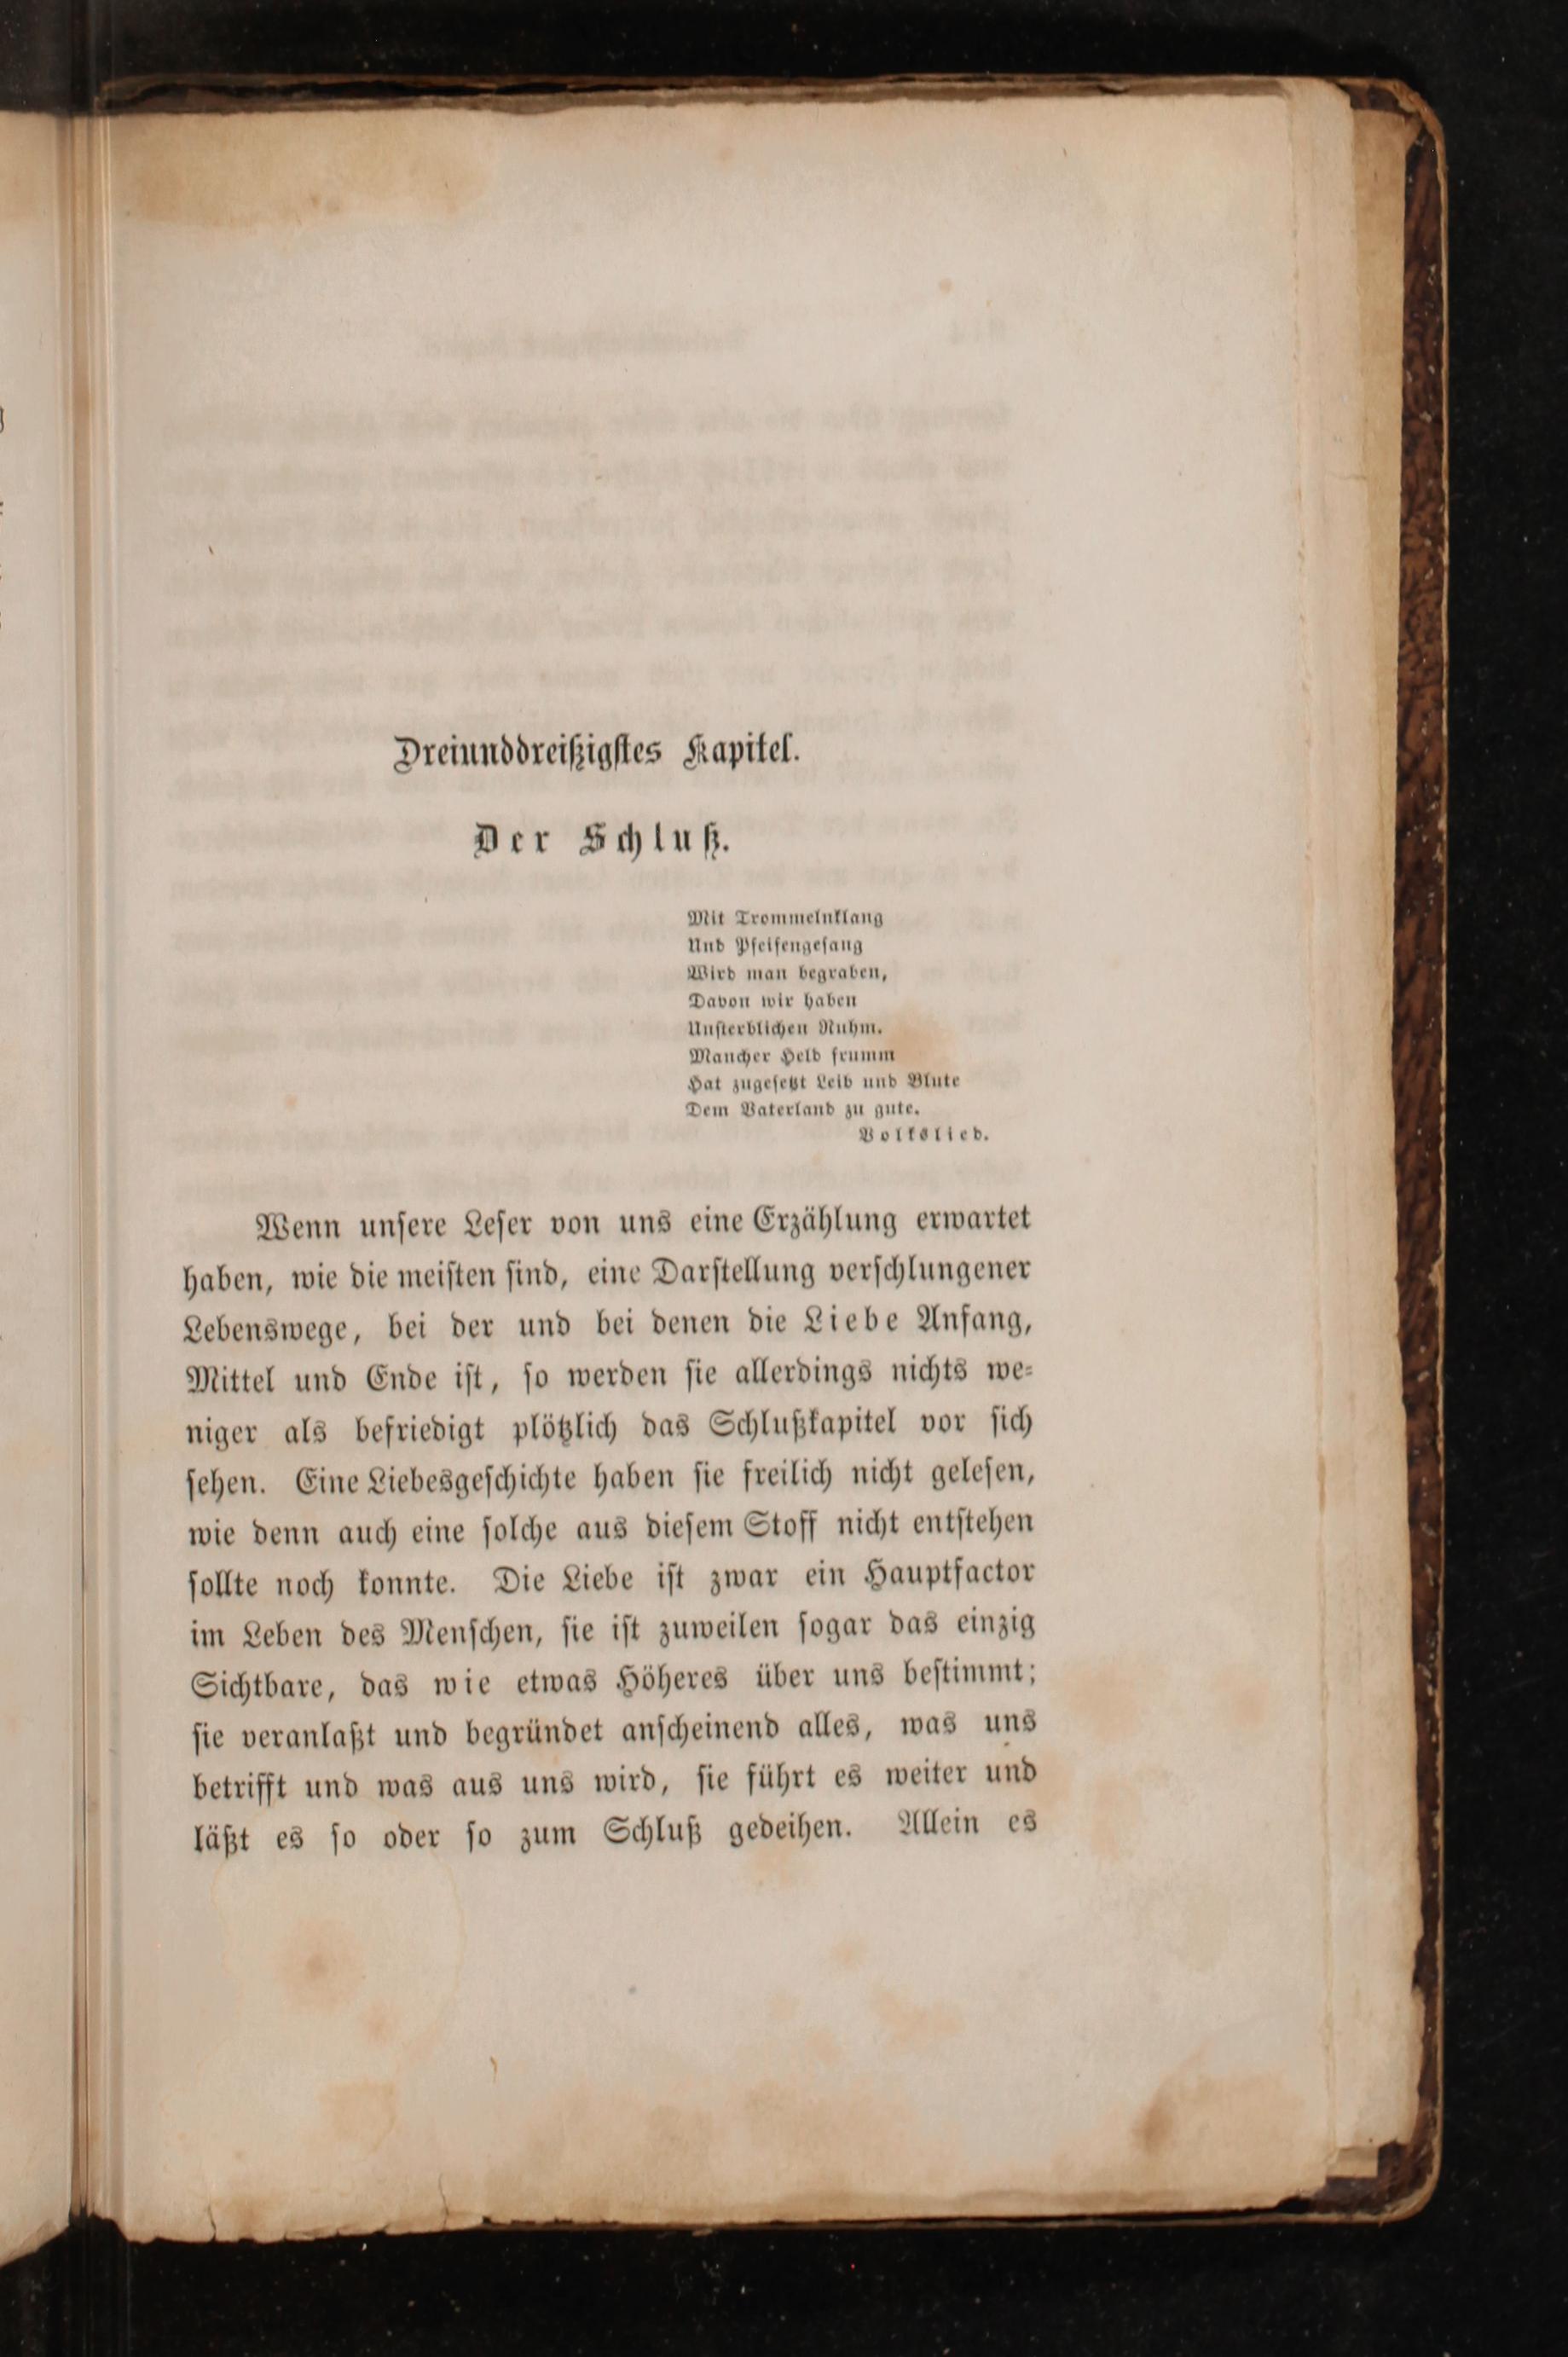 Dreiunddreißigstes Kapitel.
Der Schluß.
Mit Trommelnklang
Und Pfeifengesang
Wird man begraben,
Davon wir haben
Unsterblichen Ruhm.
Mancher Held frumm
Hat zugesetzt Leib und Blute
Dem Vaterland zu gute.
Volkslied.
Wenn unsere Leser von uns eine Erzählung erwartet
haben, wie die meisten sind, eine Darstellung verschlungener
Lebenswege, bei der und bei denen die Liebe Anfang,
Mittel und Ende ist, so werden sie allerdings nichts we-
niger als befriedigt plötzlich das Schlußkapitel vor sich
sehen. Eine Liebesgeschichte haben sie freilich nicht gelesen,
wie denn auch eine solche aus diesem Stoff nicht entstehen
sollte noch konnte. Die Liebe ist zwar ein Hauptfactor
im Leben des Menschen, sie ist zuweilen sogar das einzig
Sichtbare, das wie etwas Höheres über uns bestimmt;
sie veranlaßt und begründet anscheinend alles, was uns
betrifft und was aus uns wird, sie führt es weiter und
läßt es so oder so zum Schluß gedeihen. Allein es